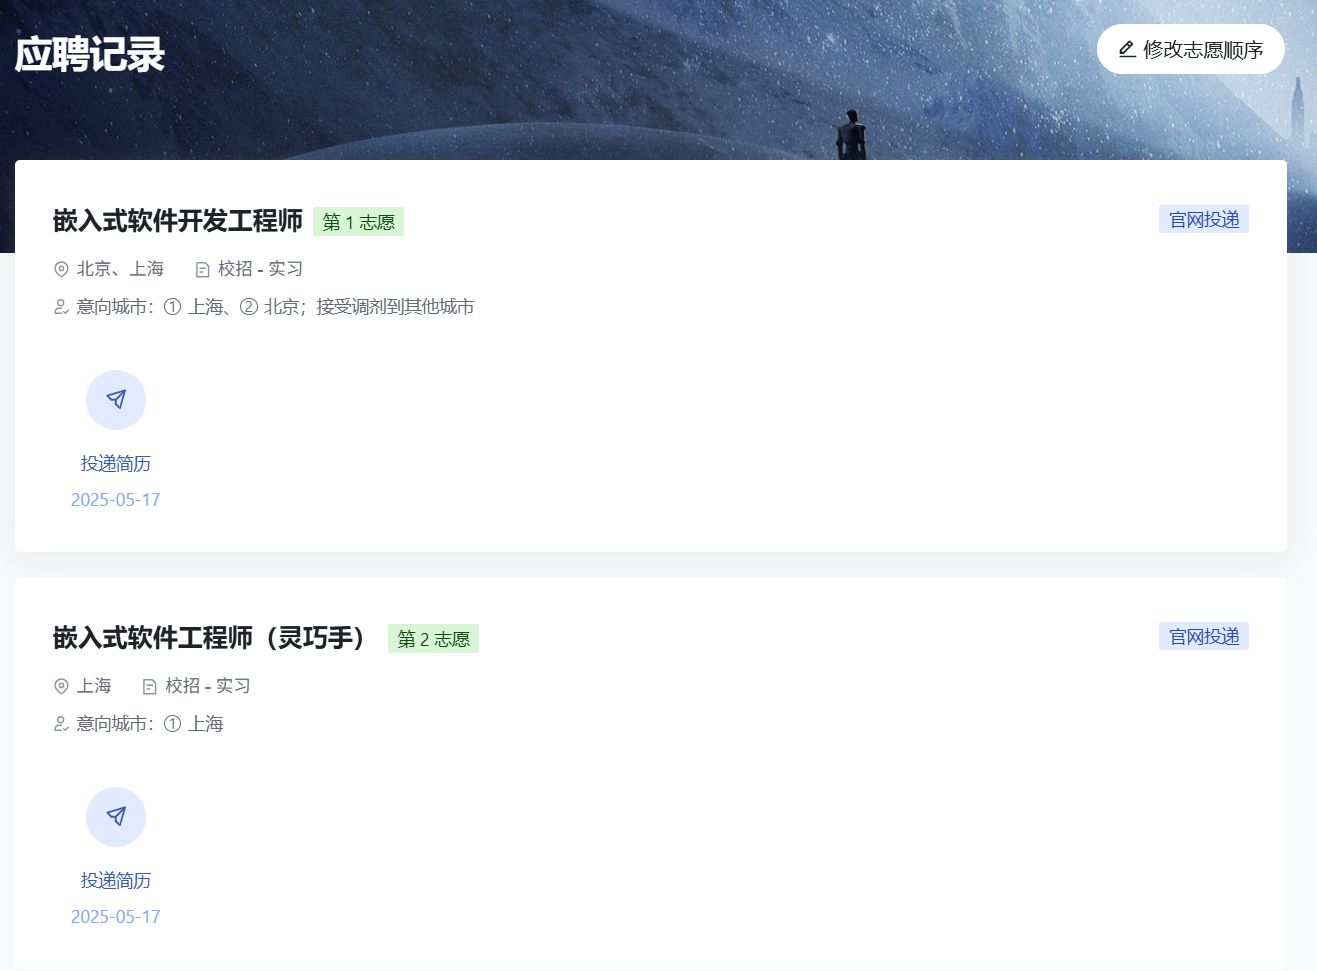 应聘记录
修改志愿顺序
嵌入式软件开发工程师 第 1 志愿
官网投递
北京、上海 校招 - 实习
意向城市：① 上海、② 北京；接受调剂到其他城市
投递简历
2025-05-17
嵌入式软件工程师（灵巧手） 第 2 志愿
官网投递
上海 校招 - 实习
意向城市：① 上海
投递简历
2025-05-17